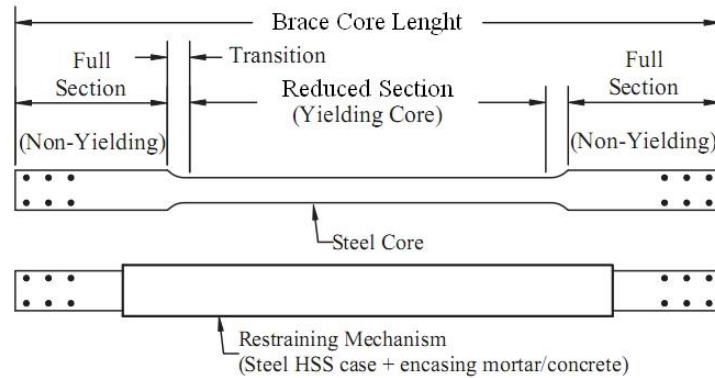 Brace Core Lenght
Full
Section
(Non-Yielding)
Transition
Reduced Section
(Yielding Core)
Full
Section
(Non-Yielding)
Steel Core
Restraining Mechanism
(Steel HSS case + encasing mortar/concrete)